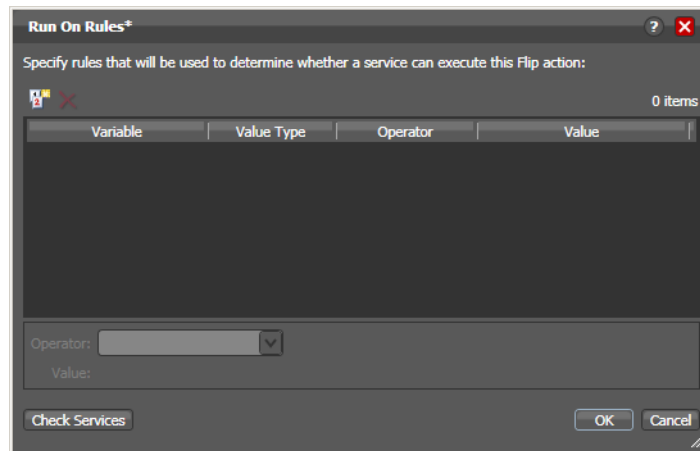 Run On Rules*
?
Specify rules that will be used to determine whether a service can execute this Flip action:
0 items
Variable Value Type Operator Value
Operator:
Value:
Check Services OK Cancel